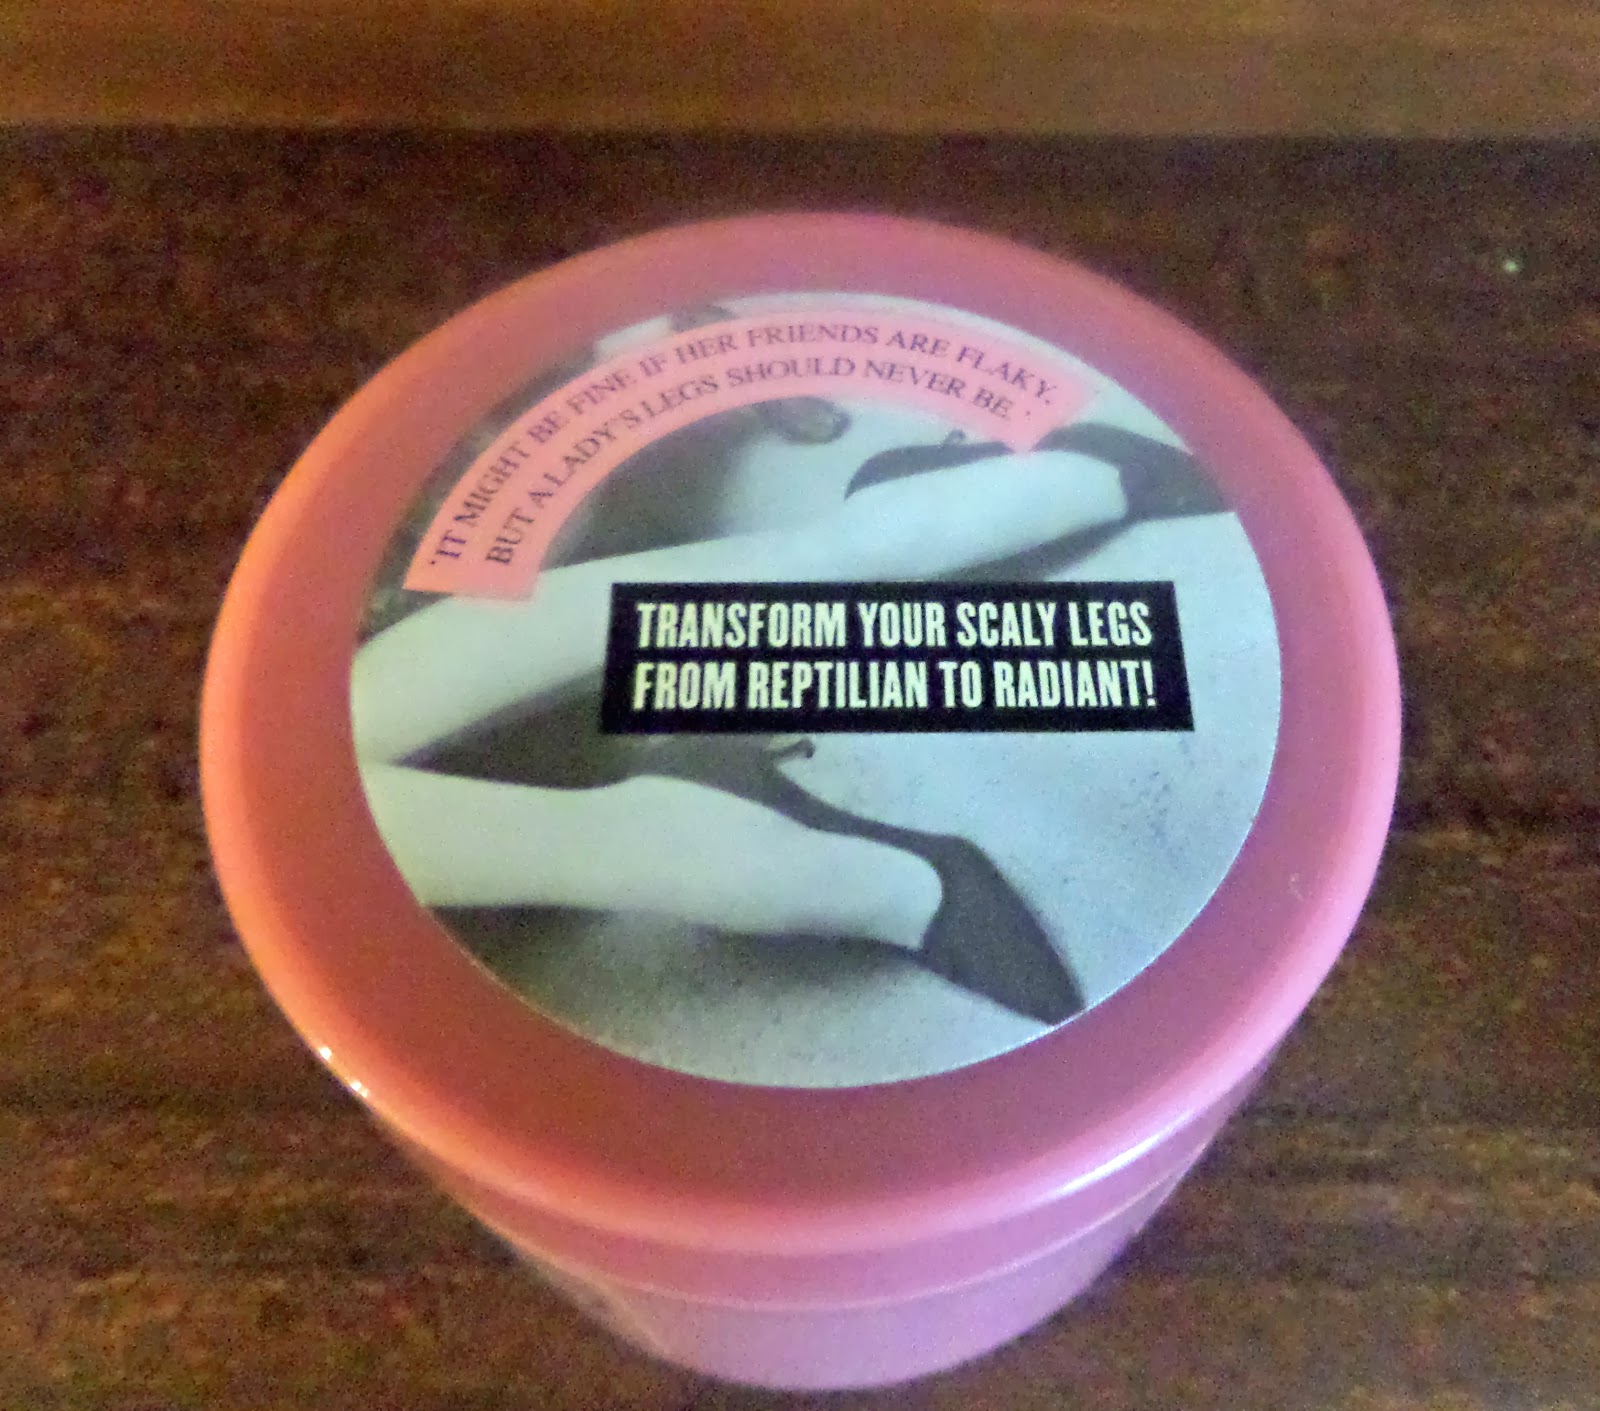 'IT MIGHT BE FINE IF HER FRIENDS ARE FLAKY,
BUT A LADY'S LEGS SHOULD NEVER BE.'
TRANSFORM YOUR SCALY LEGS
FROM REPTILIAN TO RADIANT!